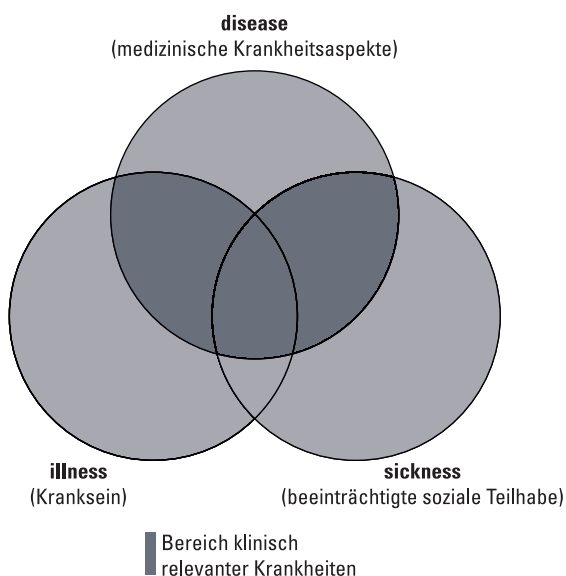 disease
(medizinische Krankheitsaspekte)
illness
(Kranksein)
sickness
(beeinträchtigte soziale Teilhabe)
Bereich klinisch
relevanter Krankheiten